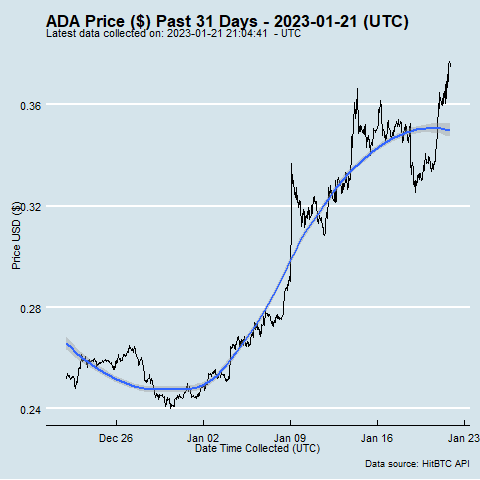 ADA Price ($) Past 31 Days - 2023-01-21 (UTC)
Latest data collected on: 2023-01-21 21:04:41 - UTC
Price USD ($)
0.36
0.32
0.28
0.24
Dec 26 Jan 02 Jan 09 Jan 16 Jan 23
Date Time Collected (UTC)
Data source: HitBTC API